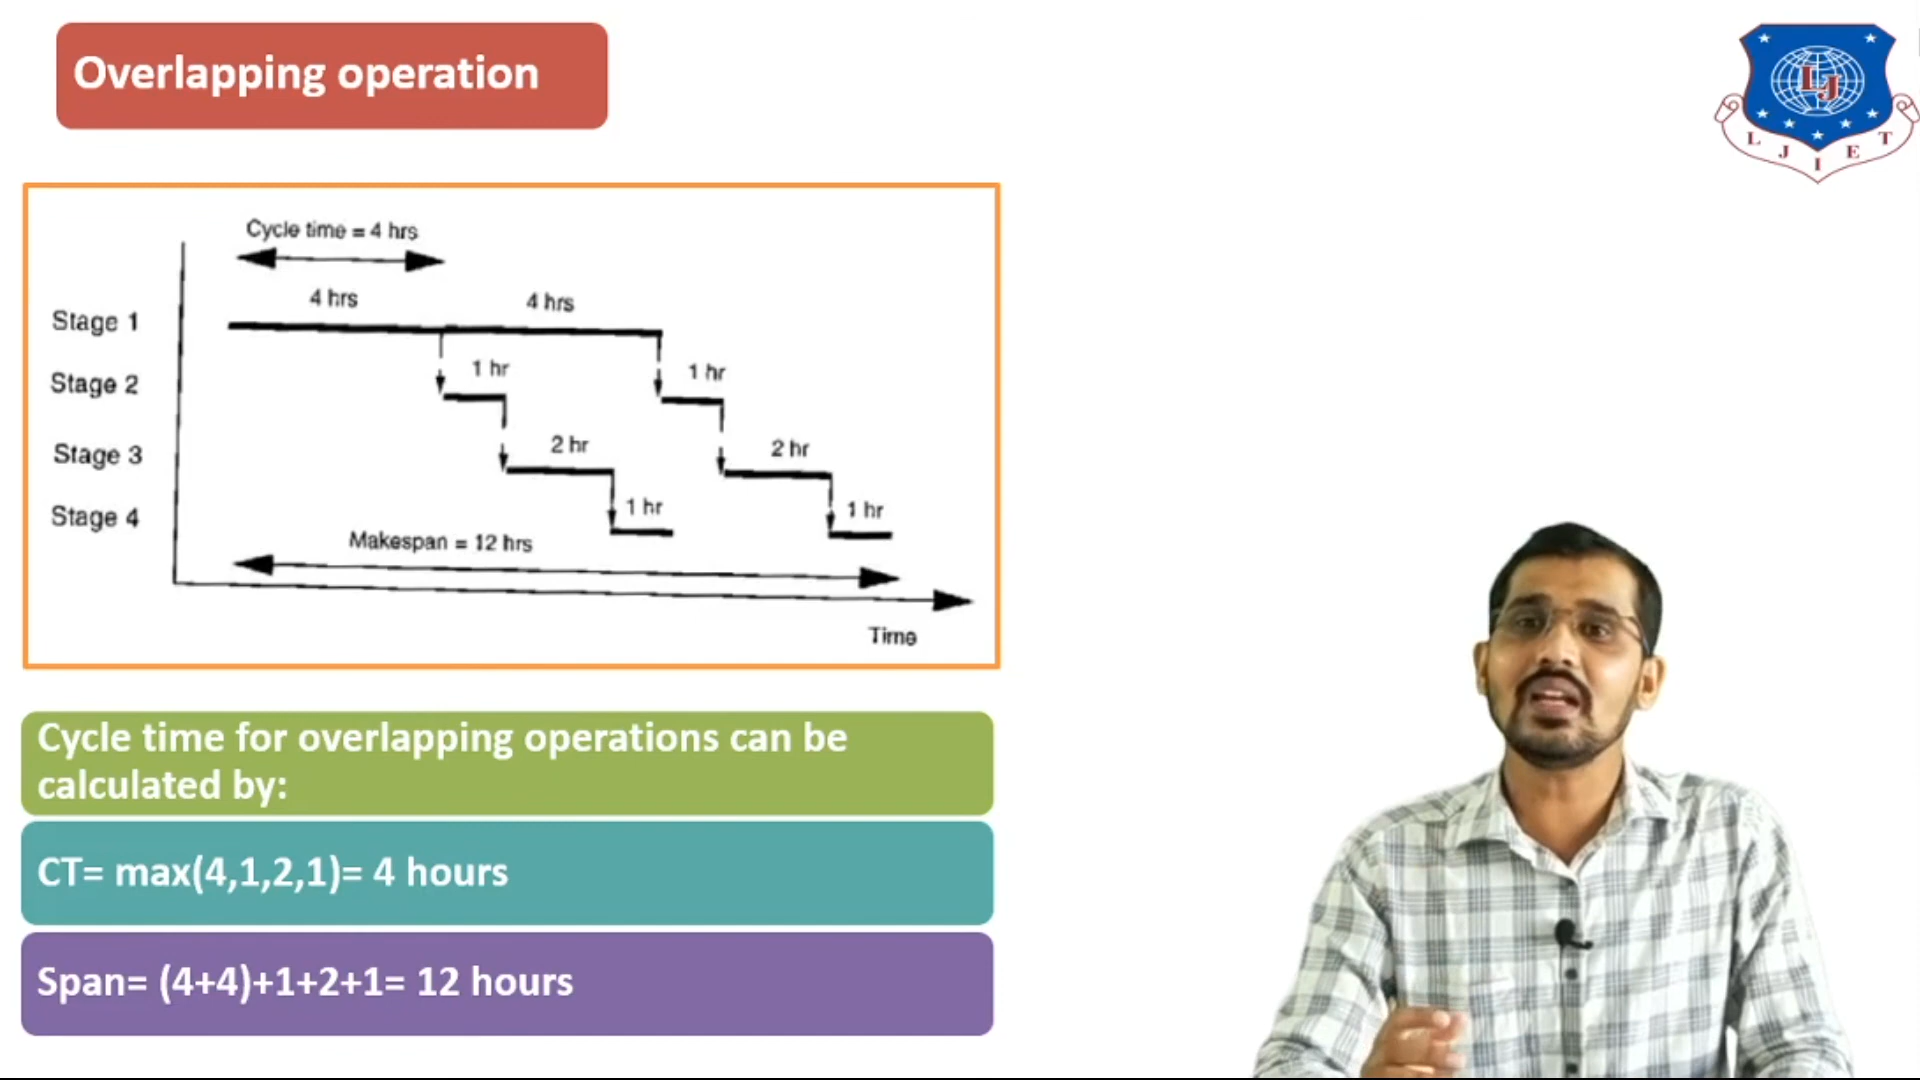 Overlapping operation
L J I E T
LJ
Cycle time = 4 hrs
4 hrs 4 hrs
Stage 1
1 hr 1 hr
Stage 2
2 hr 2 hr
Stage 3
1 hr 1 hr
Stage 4
Makespan = 12 hrs
Time
Cycle time for overlapping operations can be
calculated by:
CT= max(4,1,2,1)= 4 hours
Span= (4+4)+1+2+1= 12 hours